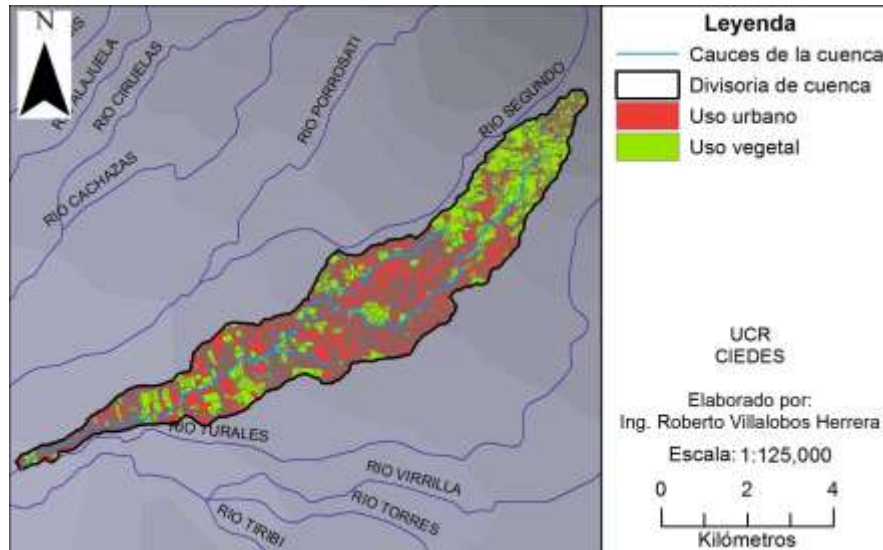 N
RIO CIRUELAS
RIO PORROSATI
RIO SEGUNDO
RIO CACHAZAS
RIO TURALES
RIO VIRRILLA
RIO TORRES
RIO TIRIBI
Leyenda
Cauces de la cuenca
Divisoria de cuenca
Uso urbano
Uso vegetal
UCR
CIEDES
Elaborado por:
Ing. Roberto Villalobos Herrera
Escala: 1:125,000
0 2 4
Kilómetros